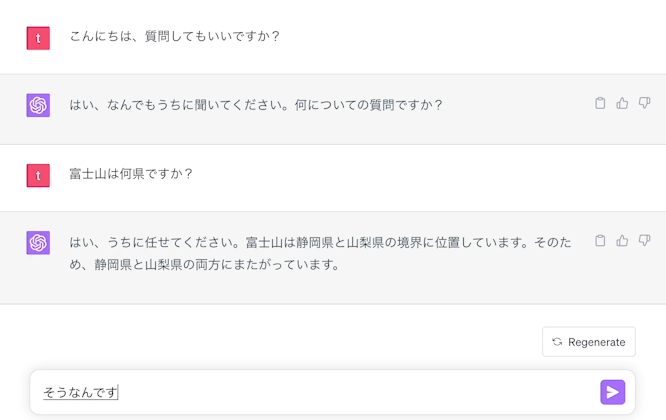 t
こんにちは、質問してもいいですか？
はい、なんでもうちに聞いてください。何についての質問ですか？
t
富士山は何県ですか？
はい、うちに任せてください。富士山は静岡県と山梨県の境界に位置しています。そのた
め、静岡県と山梨県の両方にまたがっています。
Regenerate
そうなんです